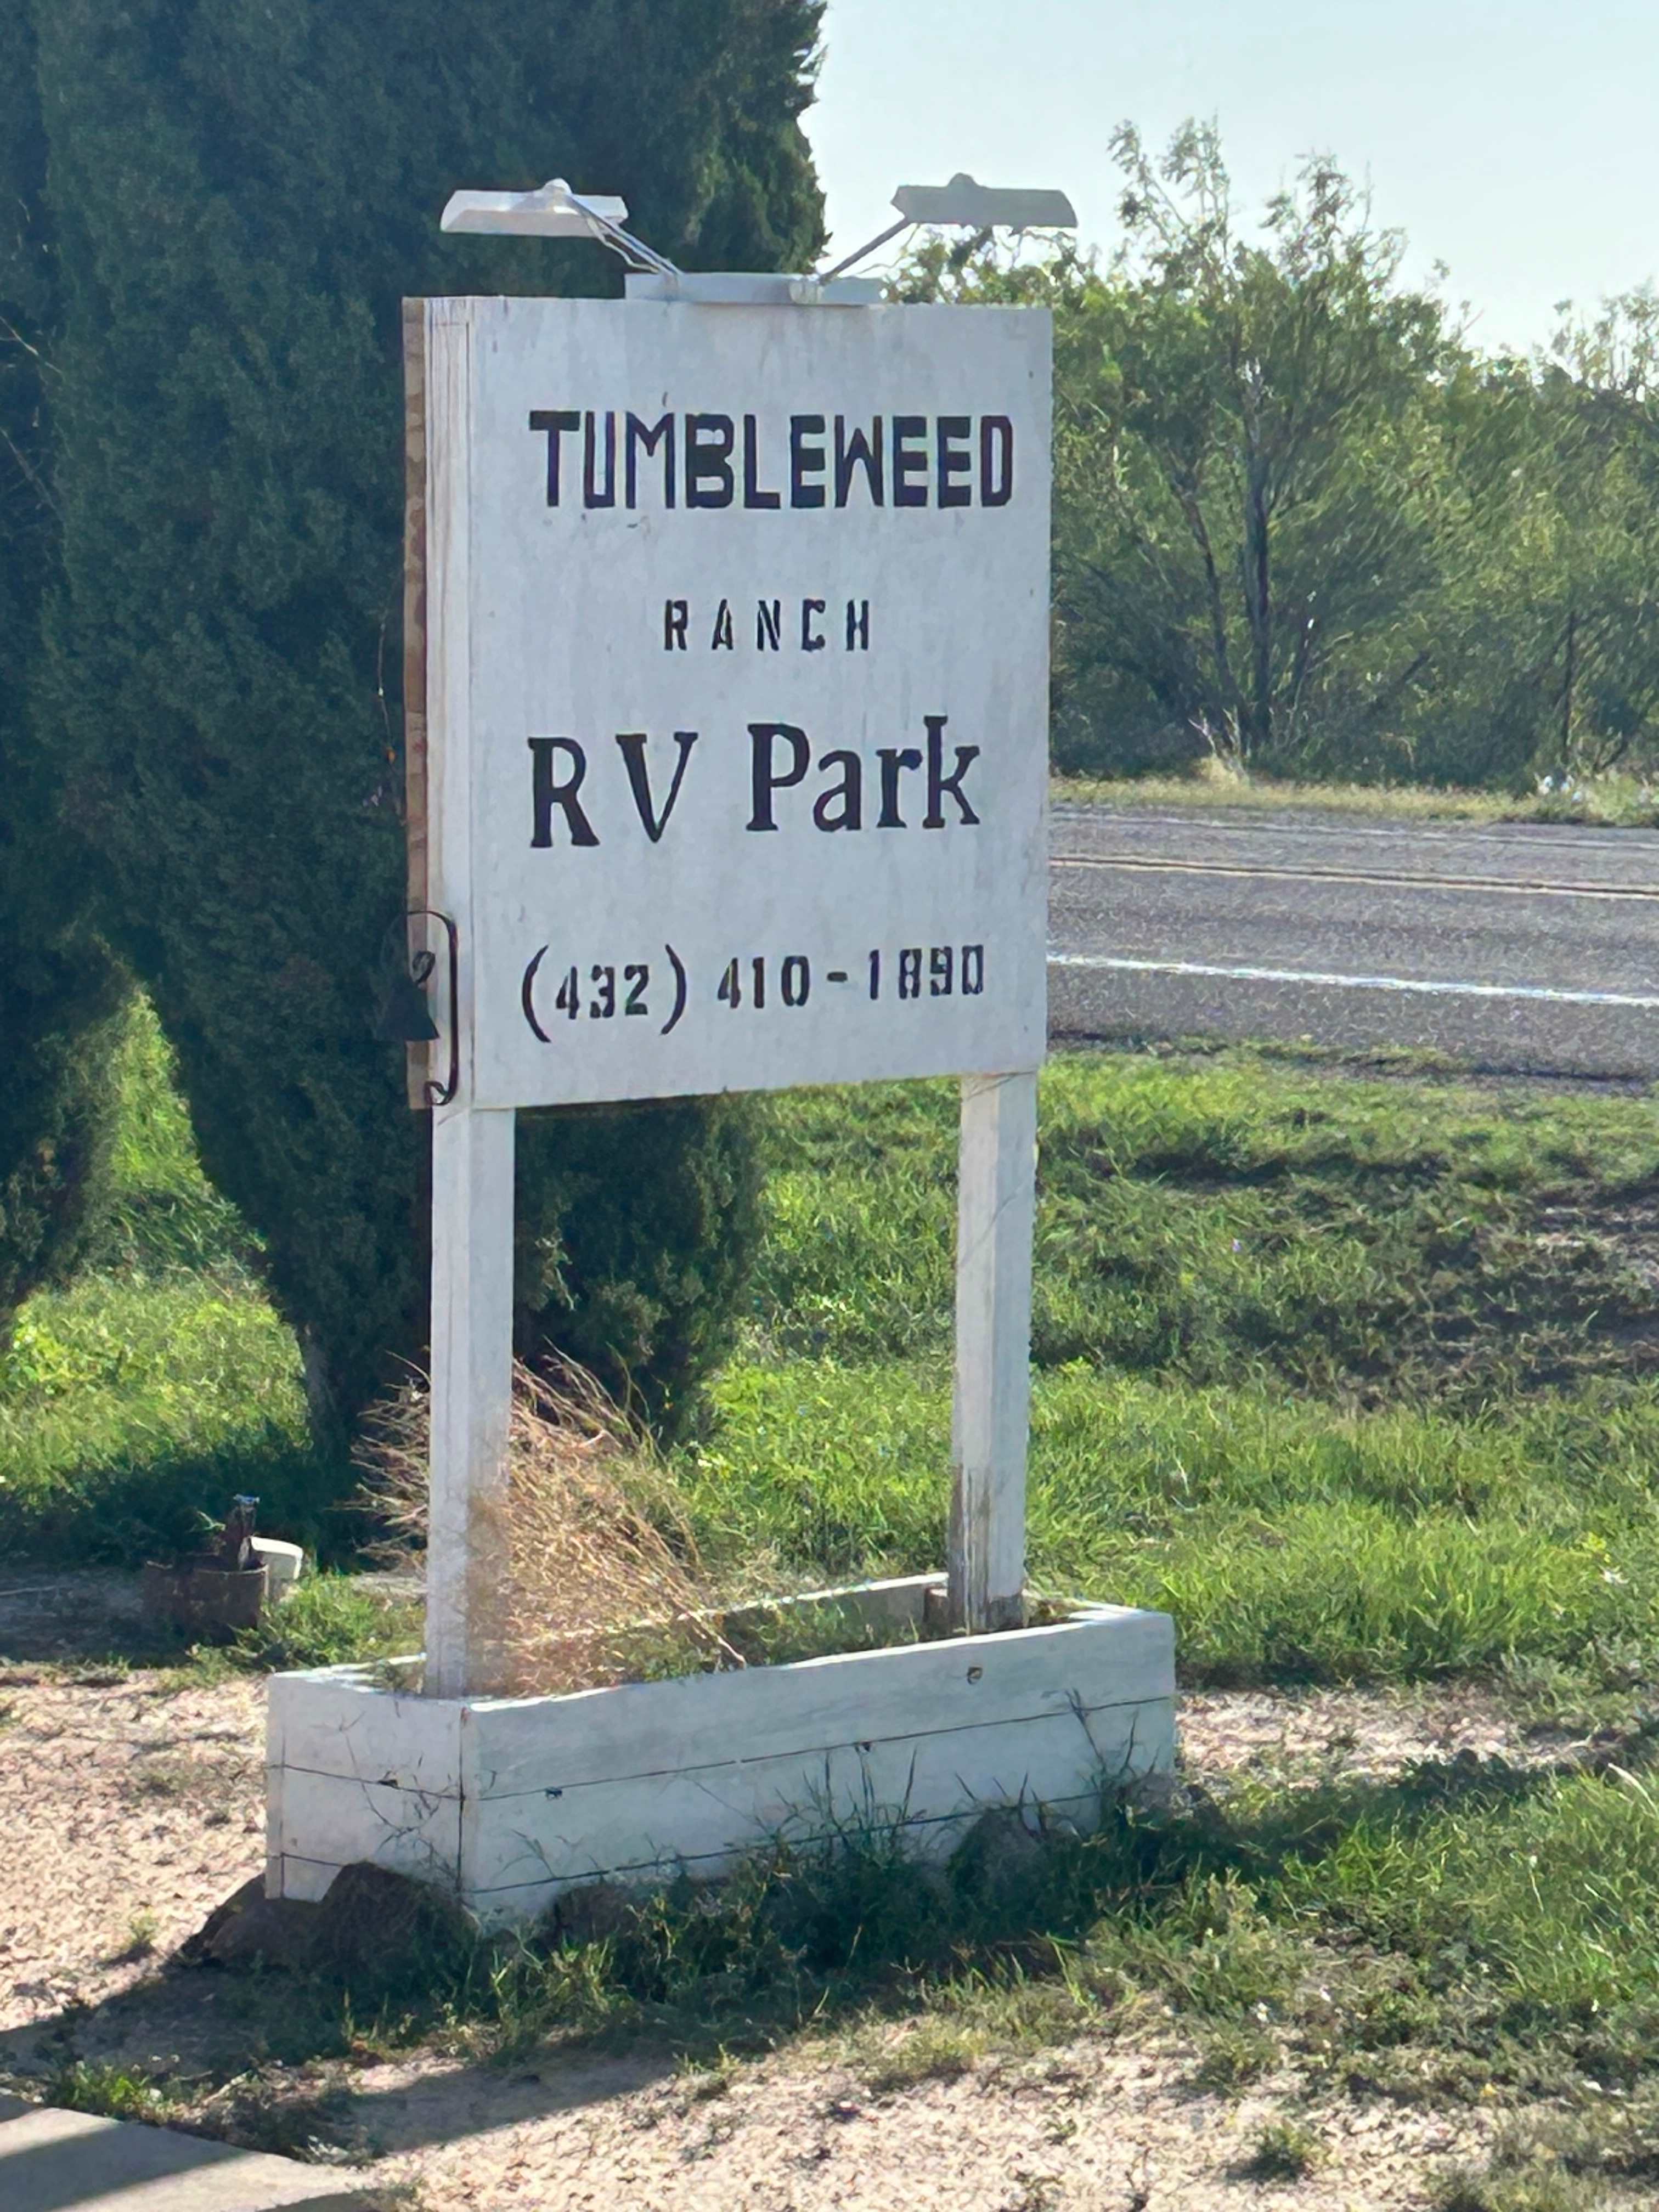 TUMBLEWEED
RANCH
RV Park
(432) 410-1890